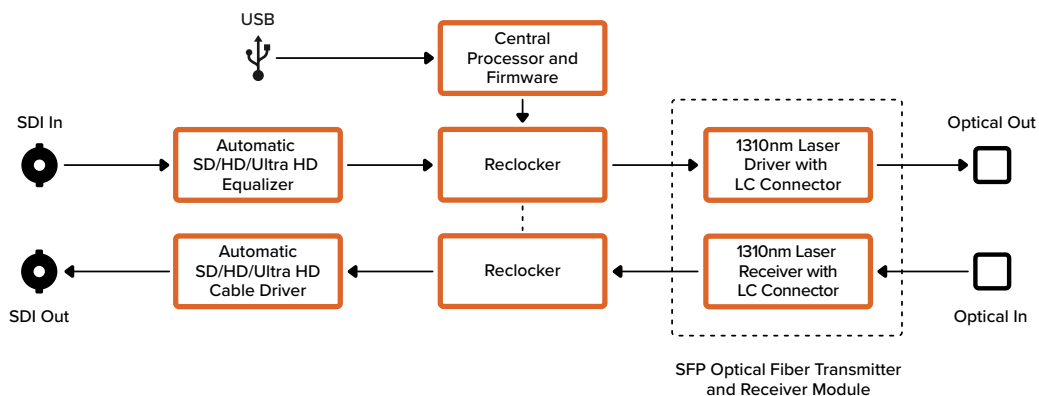 USB
Central
Processor and
Firmware
SDI In
Automatic
SD/HD/Ultra HD
Equalizer
Reclocker
1310nm Laser
Driver with
LC Connector
Optical Out
Automatic
SD/HD/Ultra HD
Cable Driver
Reclocker
1310nm Laser
Receiver with
LC Connector
SDI Out
Optical In
SFP Optical Fiber Transmitter
and Receiver Module